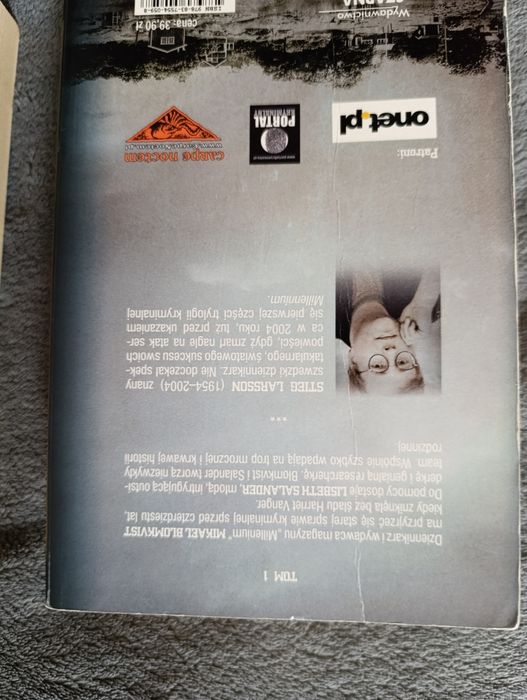 TOM 1
Dziennikarz i wydawca magazynu „Millenium” MIKAEL BLOMKVIST
ma przyjrzeć się starej sprawie kryminalnej sprzed czterdziestu lat,
kiedy zniknęła bez śladu Harriet Vanger.
Do pomocy dostaje LISBETH SALANDER, młodą, intrygującą outsi-
derkę i genialną researcherkę. Blomkvist i Salander tworzą niezwykły
team. Wspólnie szybko wpadają na trop mrocznej i krwawej historii
rodzinnej.
***
STIEG LARSSON (1954–2004) znany
szwedzki dziennikarz. Nie doczekał spek-
takularnego, światowego sukcesu swoich
powieści, gdyż zmarł nagle na atak ser-
ca w 2004 roku, tuż przed ukazaniem
się pierwszej części trylogii kryminalnej
Millennium.
Patroni:
onet.pl
PORTAL
KRYMINALNY
carpe noctem
www.CarpeNoctem.pl
Wydawnictwo
CZARNA
cena: 39,90 zł